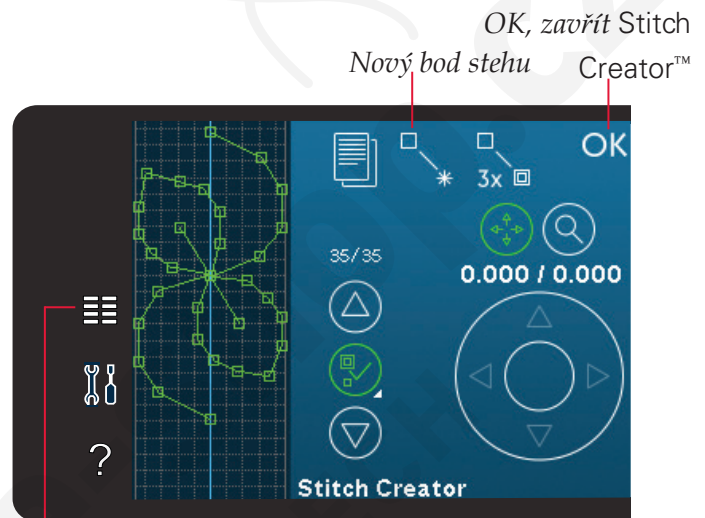 OK, zavřít Stitch
Nový bod stehu Creator™
OK
3x
35/35
0.000 / 0.000
?
Stitch Creator